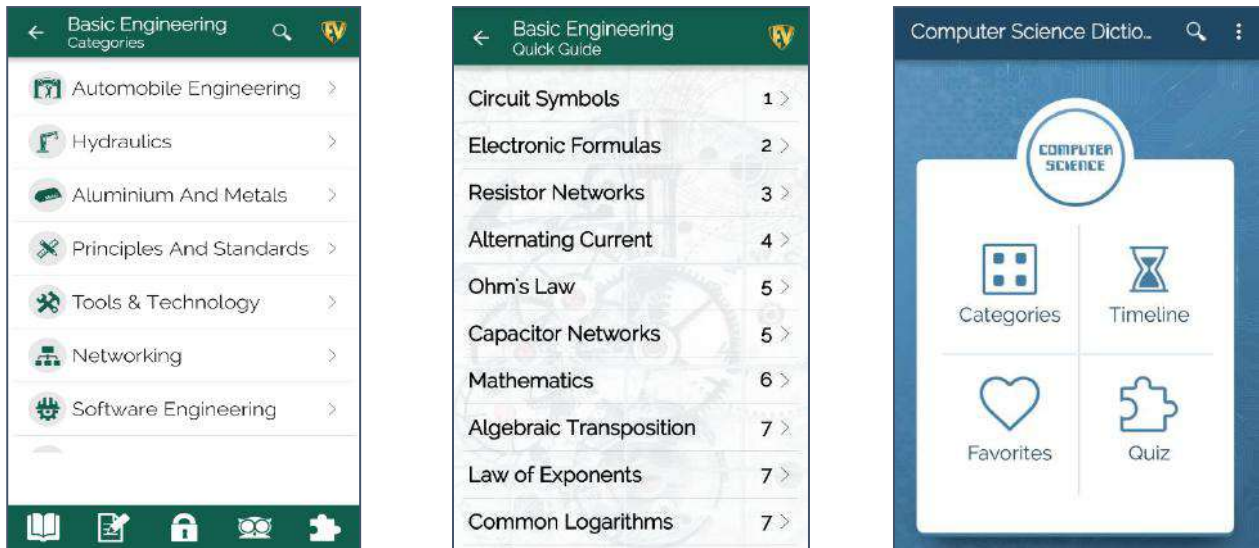 Basic Engineering
Categories
EV
Automobile Engineering
Hydraulics
Aluminium And Metals
Principles And Standards
Tools & Technology
Networking
Software Engineering
Basic Engineering
Quick Guide
EV
Circuit Symbols 1
Electronic Formulas 2
Resistor Networks 3
Alternating Current 4
Ohm's Law 5
Capacitor Networks 5
Mathematics 6
Algebraic Transposition 7
Law of Exponents 7
Common Logarithms 7
Computer Science Dictio...
COMPUTER
SCIENCE
Categories Timeline
Favorites Quiz